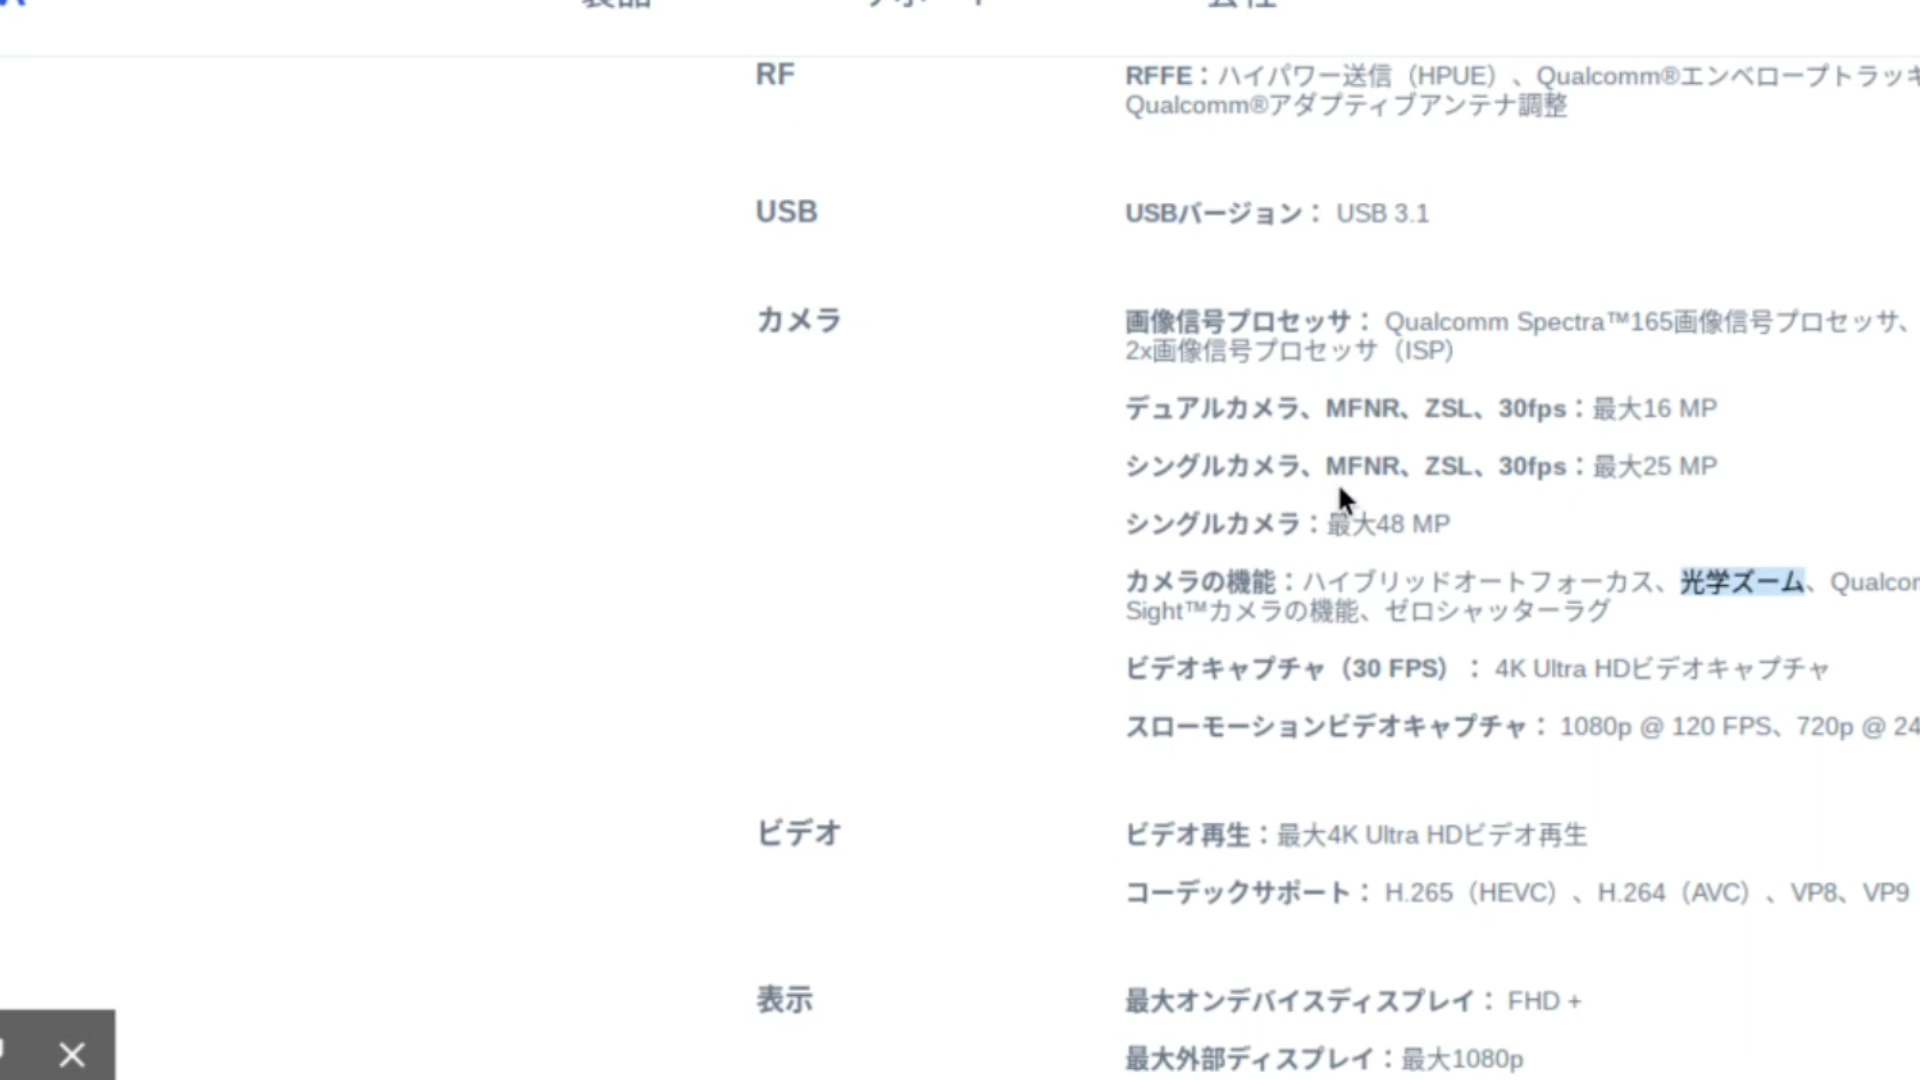 製品 サポート 会社
RF
RFFE：ハイパワー送信（HPUE）、Qualcomm®エンベロープトラッキ
Qualcomm®アダプティブアンテナ調整
USB
USBバージョン： USB 3.1
カメラ
画像信号プロセッサ： Qualcomm Spectra™165画像信号プロセッサ、
2x画像信号プロセッサ（ISP）
デュアルカメラ、MFNR、ZSL、30fps：最大16 MP
シングルカメラ、MFNR、ZSL、30fps：最大25 MP
シングルカメラ：最大48 MP
カメラの機能：ハイブリッドオートフォーカス、光学ズーム、Qualcom
Sight™カメラの機能、ゼロシャッターラグ
ビデオキャプチャ（30 FPS）： 4K Ultra HDビデオキャプチャ
スローモーションビデオキャプチャ： 1080p @ 120 FPS、720p @ 24
ビデオ
ビデオ再生：最大4K Ultra HDビデオ再生
コーデックサポート： H.265（HEVC）、H.264（AVC）、VP8、VP9
表示
最大オンデバイスディスプレイ： FHD +
最大外部ディスプレイ：最大1080p